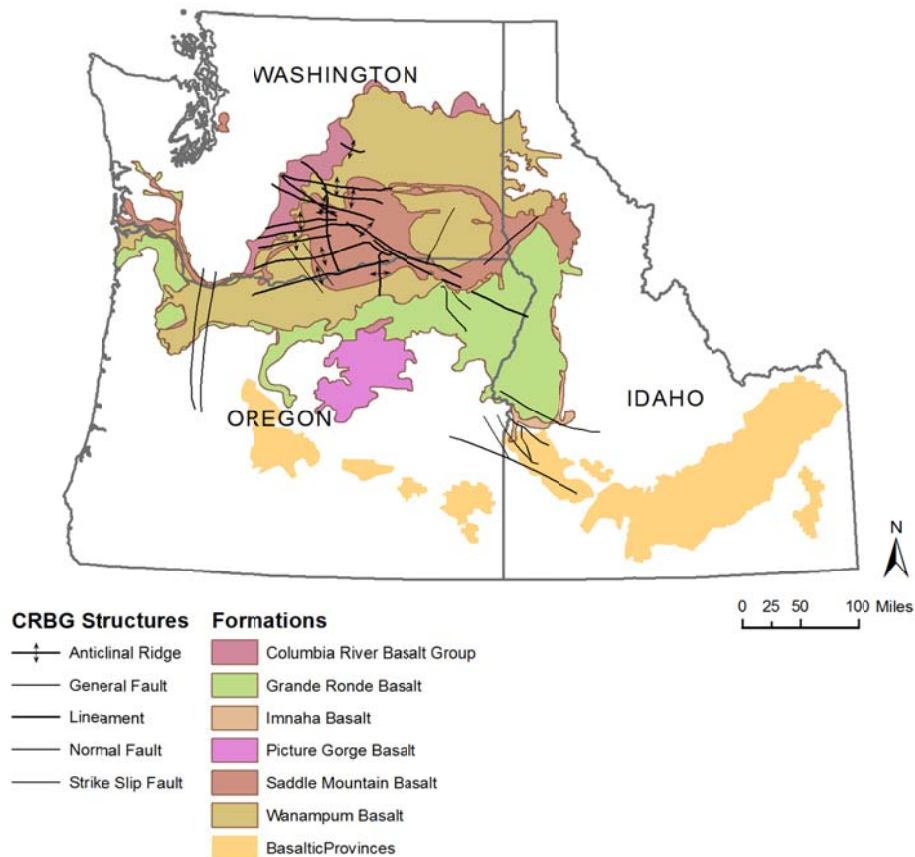 WASHINGTON
OREGON
IDAHO
N
0 25 50 100 Miles
CRBG Structures
Anticlinal Ridge
General Fault
Lineament
Normal Fault
Strike Slip Fault
Formations
Columbia River Basalt Group
Grande Ronde Basalt
Imnaha Basalt
Picture Gorge Basalt
Saddle Mountain Basalt
Wanampum Basalt
BasalticProvinces